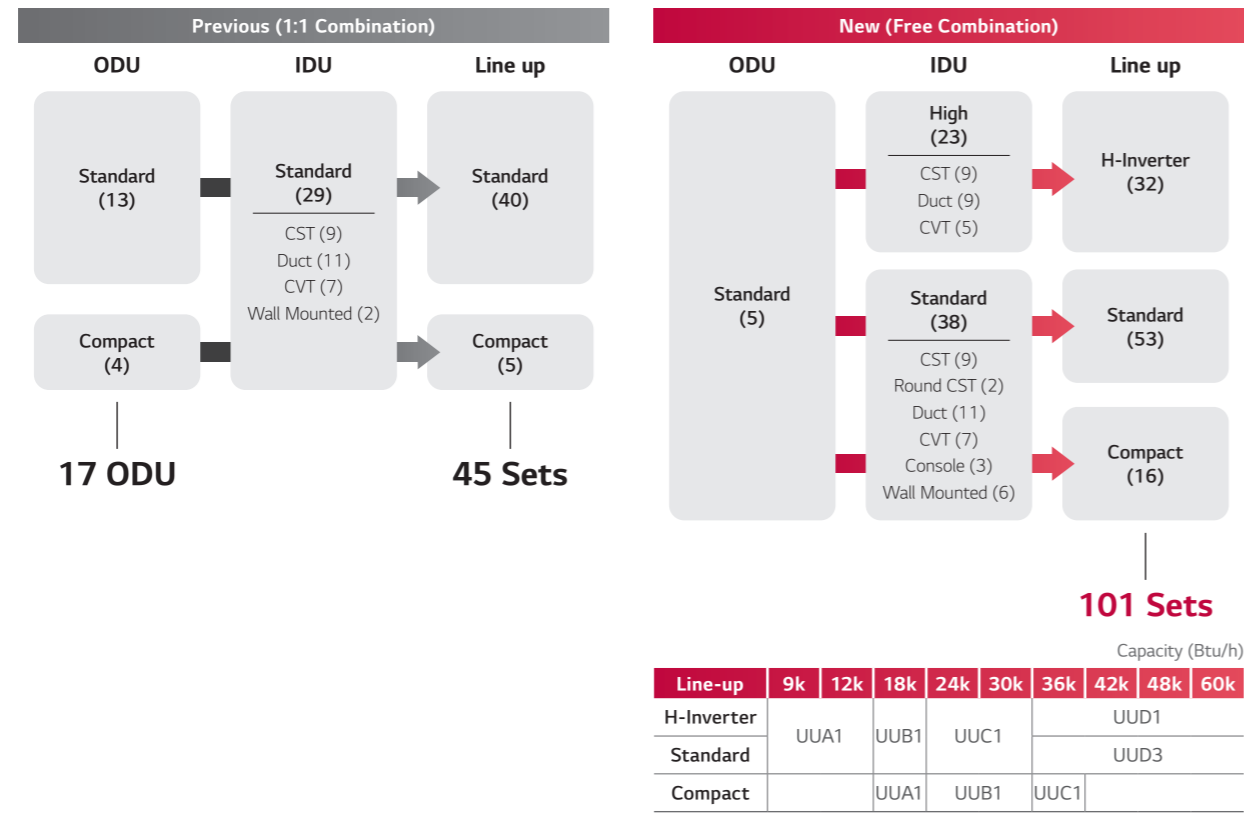 Previous (1:1 Combination)
ODU IDU Line up
Standard
(13)
Standard
(29)
CST (9)
Duct (11)
CVT (7)
Wall Mounted (2)
Standard
(40)
Compact
(4)
Compact
(5)
17 ODU
45 Sets
New (Free Combination)
ODU IDU Line up
Standard
(5)
High
(23)
CST (9)
Duct (9)
CVT (5)
H-Inverter
(32)
Standard
(38)
CST (9)
Round CST (2)
Duct (11)
CVT (7)
Console (3)
Wall Mounted (6)
Standard
(53)
Compact
(16)
101 Sets
Capacity (Btu/h)
Line-up 9k 12k 18k 24k 30k 36k 42k 48k 60k
H-Inverter UUA1 UUB1 UUC1 UUD1
Standard UUD3
Compact UUA1 UUB1 UUC1